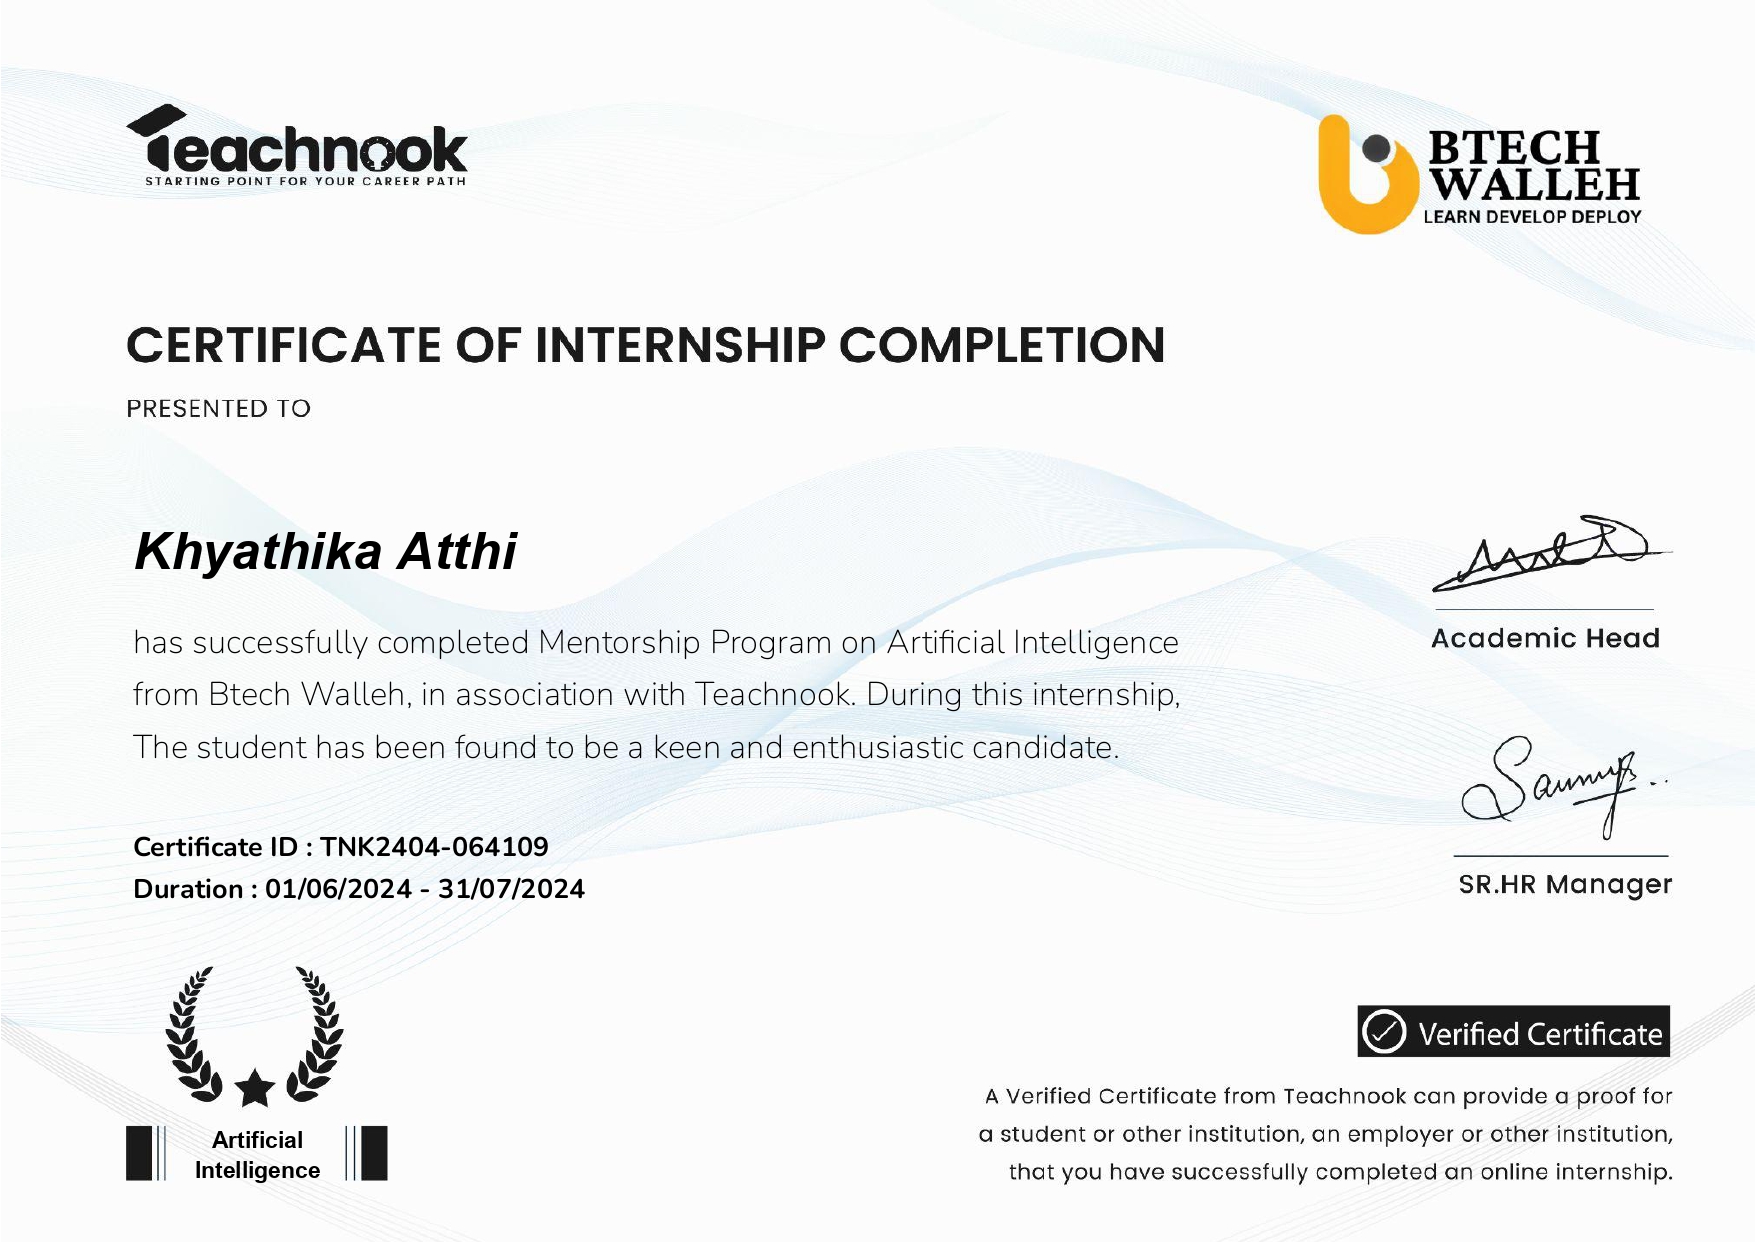 Teachnook
STARTING POINT FOR YOUR CAREER PATH
BTECH
WALLEH
LEARN DEVELOP DEPLOY
CERTIFICATE OF INTERNSHIP COMPLETION
PRESENTED TO
Khyathika Atthi
has successfully completed Mentorship Program on Artificial Intelligence
from Btech Walleh, in association with Teachnook. During this internship,
The student has been found to be a keen and enthusiastic candidate.
Certificate ID : TNK2404-064109
Duration : 01/06/2024 - 31/07/2024
Academic Head
SR.HR Manager
Artificial
Intelligence
Verified Certificate
A Verified Certificate from Teachnook can provide a proof for
a student or other institution, an employer or other institution,
that you have successfully completed an online internship.